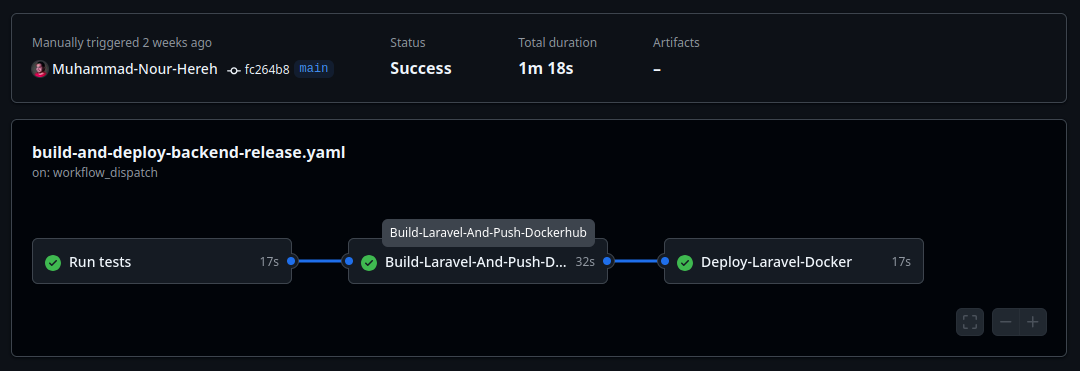 Manually triggered 2 weeks ago
Status
Total duration
Artifacts
Muhammad-Nour-Hereh fc264b8 main
Success
1m 18s
–
build-and-deploy-backend-release.yaml
on: workflow_dispatch
Build-Laravel-And-Push-Dockerhub
Run tests 17s
Build-Laravel-And-Push-D... 32s
Deploy-Laravel-Docker 17s